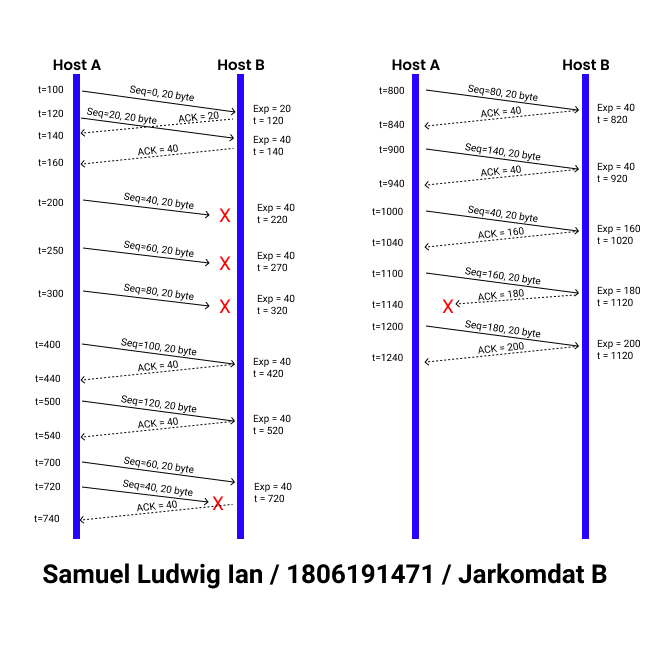 Host A
Host B
t=100
Seq=0, 20 byte
Exp = 20
t = 120
t=120
Seq=20, 20 byte
ACK = 20
t=140
Exp = 40
t = 140
ACK = 40
t=160
t=200
Seq=40, 20 byte
X
Exp = 40
t = 220
t=250
Seq=60, 20 byte
X
Exp = 40
t = 270
t=300
Seq=80, 20 byte
X
Exp = 40
t = 320
t=400
Seq=100, 20 byte
Exp = 40
t = 420
ACK = 40
t=440
t=500
Seq=120, 20 byte
Exp = 40
t = 520
ACK = 40
t=540
t=700
Seq=60, 20 byte
t=720
Seq=40, 20 byte
X
Exp = 40
t = 720
ACK = 40
t=740
Host A
Host B
t=800
Seq=80, 20 byte
Exp = 40
t = 820
ACK = 40
t=840
t=900
Seq=140, 20 byte
Exp = 40
t = 920
ACK = 40
t=940
t=1000
Seq=40, 20 byte
Exp = 160
t = 1020
ACK = 160
t=1040
t=1100
Seq=160, 20 byte
Exp = 180
t = 1120
ACK = 180
X
t=1140
t=1200
Seq=180, 20 byte
Exp = 200
t = 1120
ACK = 200
t=1240
Samuel Ludwig Ian / 1806191471 / Jarkomdat B